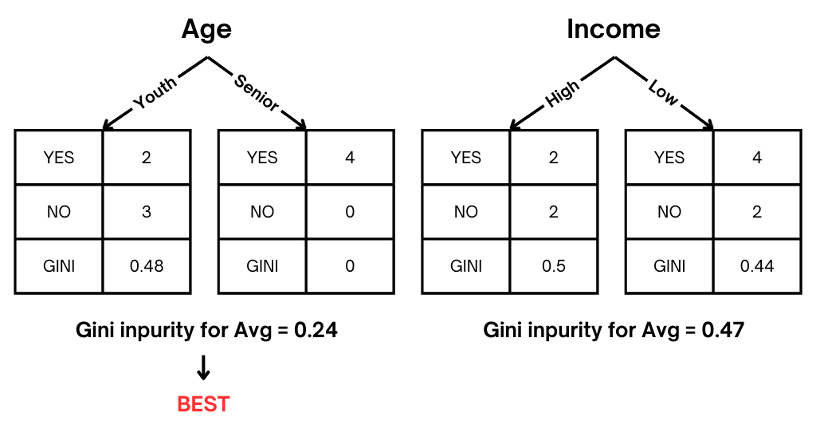 Age
Youth
Senior
YES 2
NO 3
GINI 0.48
YES 4
NO 0
GINI 0
Gini inpurity for Avg = 0.24
BEST
Income
High
Low
YES 2
NO 2
GINI 0.5
YES 4
NO 2
GINI 0.44
Gini inpurity for Avg = 0.47